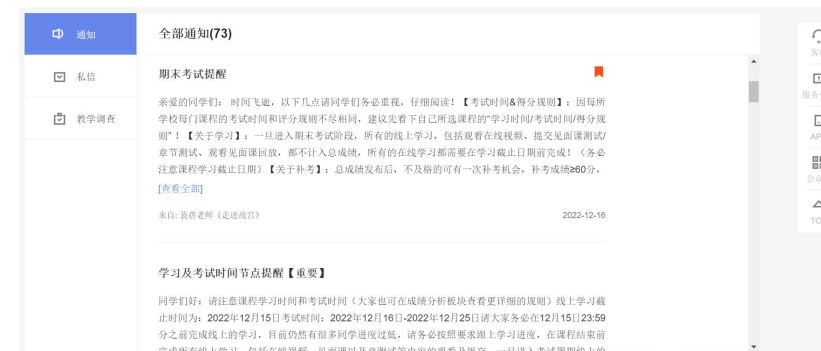 通知
全部通知(73)
私信
教学调查
期末考试提醒
亲爱的同学们: 时间飞逝，以下几点请同学们务必重视，仔细阅读！【考试时间&得分规则】：因每所
学校每门课程的考试时间和评分规则不尽相同，建议先看下自己所选课程的“学习时间/考试时间/得分规
则”！【关于学习】：一旦进入期末考试阶段，所有的线上学习，包括观看在线视频、提交见面课测试/
章节测试、观看见面课回放，都不计入总成绩，所有的在线学习都需要在学习截止日期前完成！（务必
注意课程学习截止日期）【关于补考】：总成绩发布后，不及格的可有一次补考机会，补考成绩≥60分，
[查看全部]
来自: 裴蓓老师《走进故宫》
2022-12-16
学习及考试时间节点提醒【重要】
同学们好：请注意课程学习时间和考试时间（大家也可在成绩分析板块查看更详细的规则）线上学习截
止时间为：2022年12月15日考试时间：2022年12月16日-2022年12月25日请大家务必在12月15日23:59
分之前完成线上的学习，目前仍然有很多同学进度过低，请务必按照要求跟上学习进度，在课程结束前
服务
AP
公众
TO